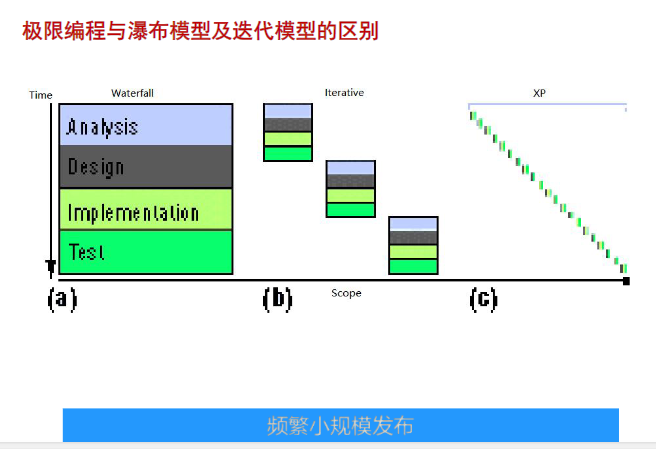 极限编程与瀑布模型及迭代模型的区别
Time
Waterfall
Iterative
XP
Analysis
Design
Implementation
Test
(a)
(b)
Scope
(c)
频繁小规模发布